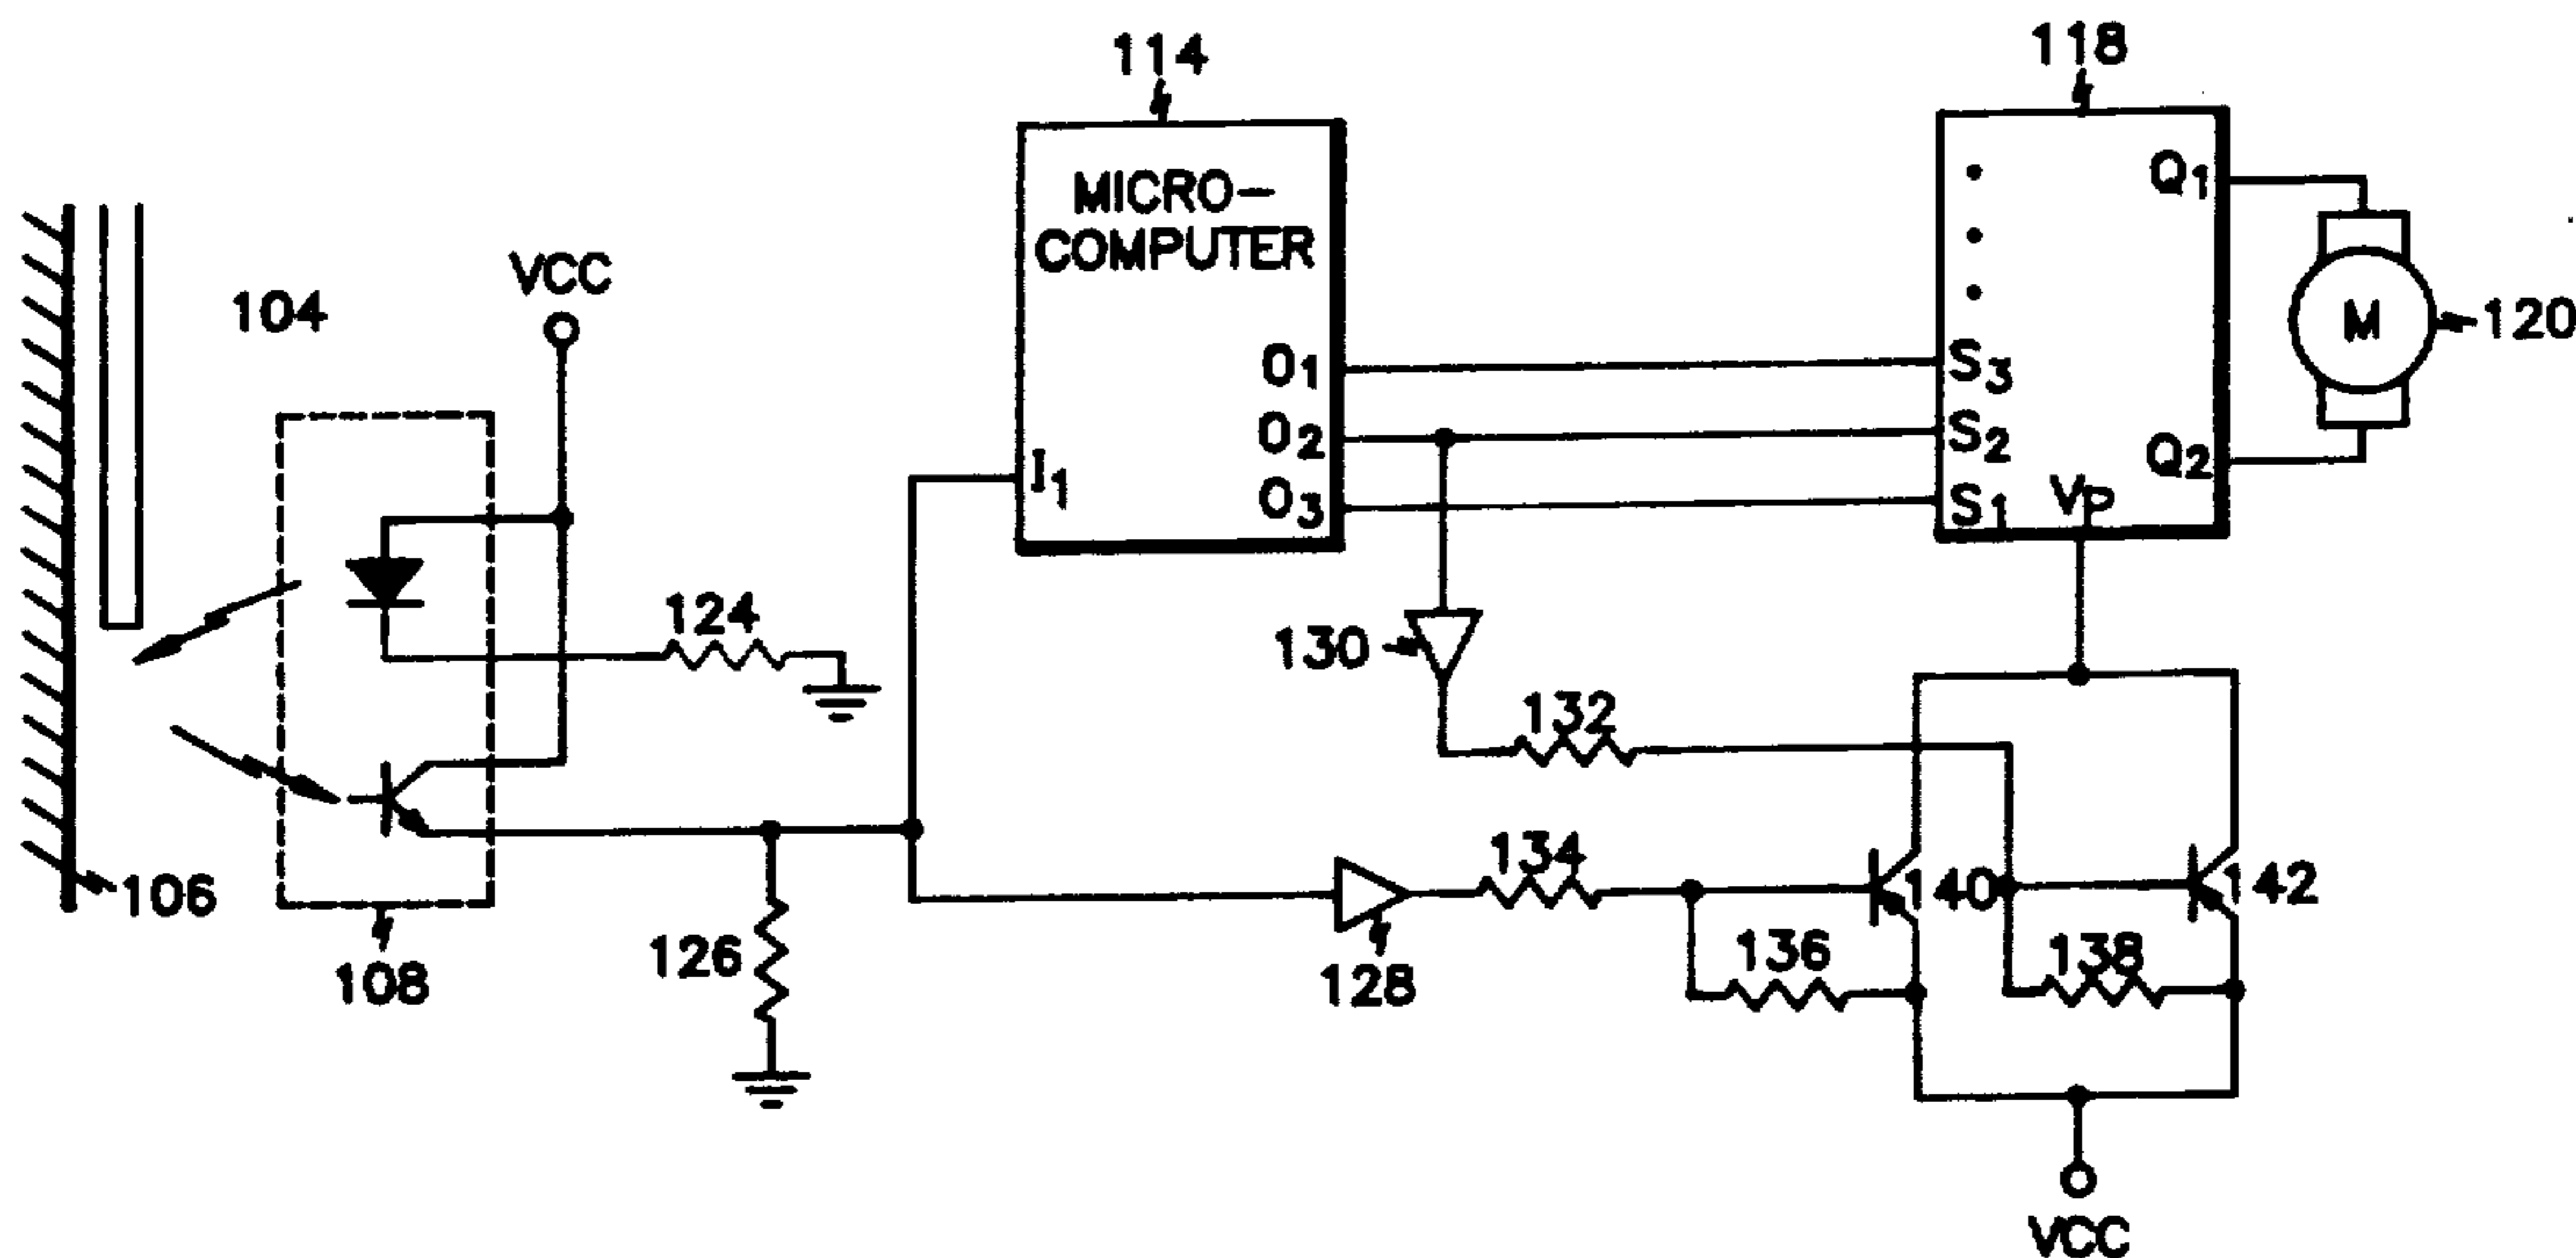 114
118
MICRO-
COMPUTER
Q1
104
VCC
M
120
O1
S3
O2
S2
I1
Q2
O3
S1
VP
124
130
132
134
106
140
142
126
136
138
108
128
VCC